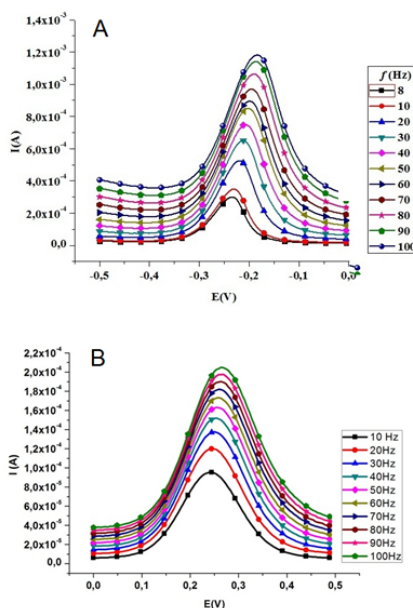 A
I (A)
1,4x10⁻³
1,2x10⁻³
1,0x10⁻³
8,0x10⁻⁴
6,0x10⁻⁴
4,0x10⁻⁴
2,0x10⁻⁴
0,0
-0,5 -0,4 -0,3 -0,2 -0,1 0,0
E(V)
f (Hz)
8
10
20
30
40
50
60
70
80
90
100
B
I (A)
2,2x10⁻⁴
2,0x10⁻⁴
1,8x10⁻⁴
1,6x10⁻⁴
1,4x10⁻⁴
1,2x10⁻⁴
1,0x10⁻⁴
8,0x10⁻⁵
6,0x10⁻⁵
4,0x10⁻⁵
2,0x10⁻⁵
0,0
0,0 0,1 0,2 0,3 0,4 0,5
E(V)
10 Hz
20Hz
30Hz
40Hz
50Hz
60Hz
70Hz
80Hz
90Hz
100Hz